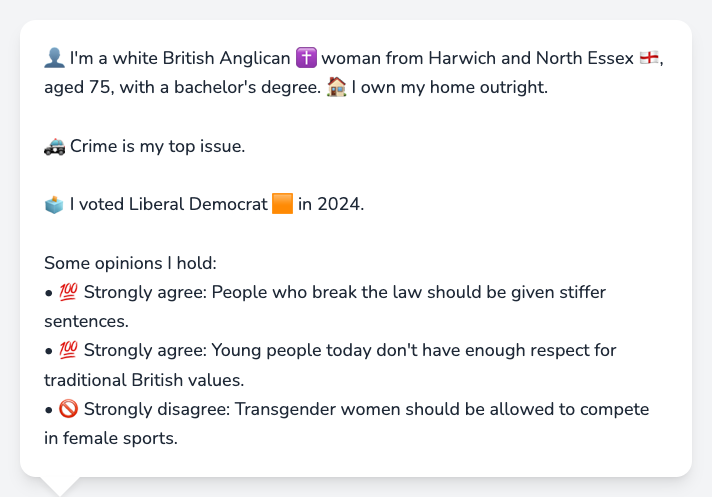 👤 I'm a white British Anglican ✝️ woman from Harwich and North Essex 🏴󠁧󠁢󠁥󠁮󠁧󠁿,
aged 75, with a bachelor's degree. 🏠 I own my home outright.
🚓 Crime is my top issue.
🗳️ I voted Liberal Democrat 🟧 in 2024.
Some opinions I hold:
• 💯 Strongly agree: People who break the law should be given stiffer
sentences.
• 💯 Strongly agree: Young people today don't have enough respect for
traditional British values.
• 🚫 Strongly disagree: Transgender women should be allowed to compete
in female sports.